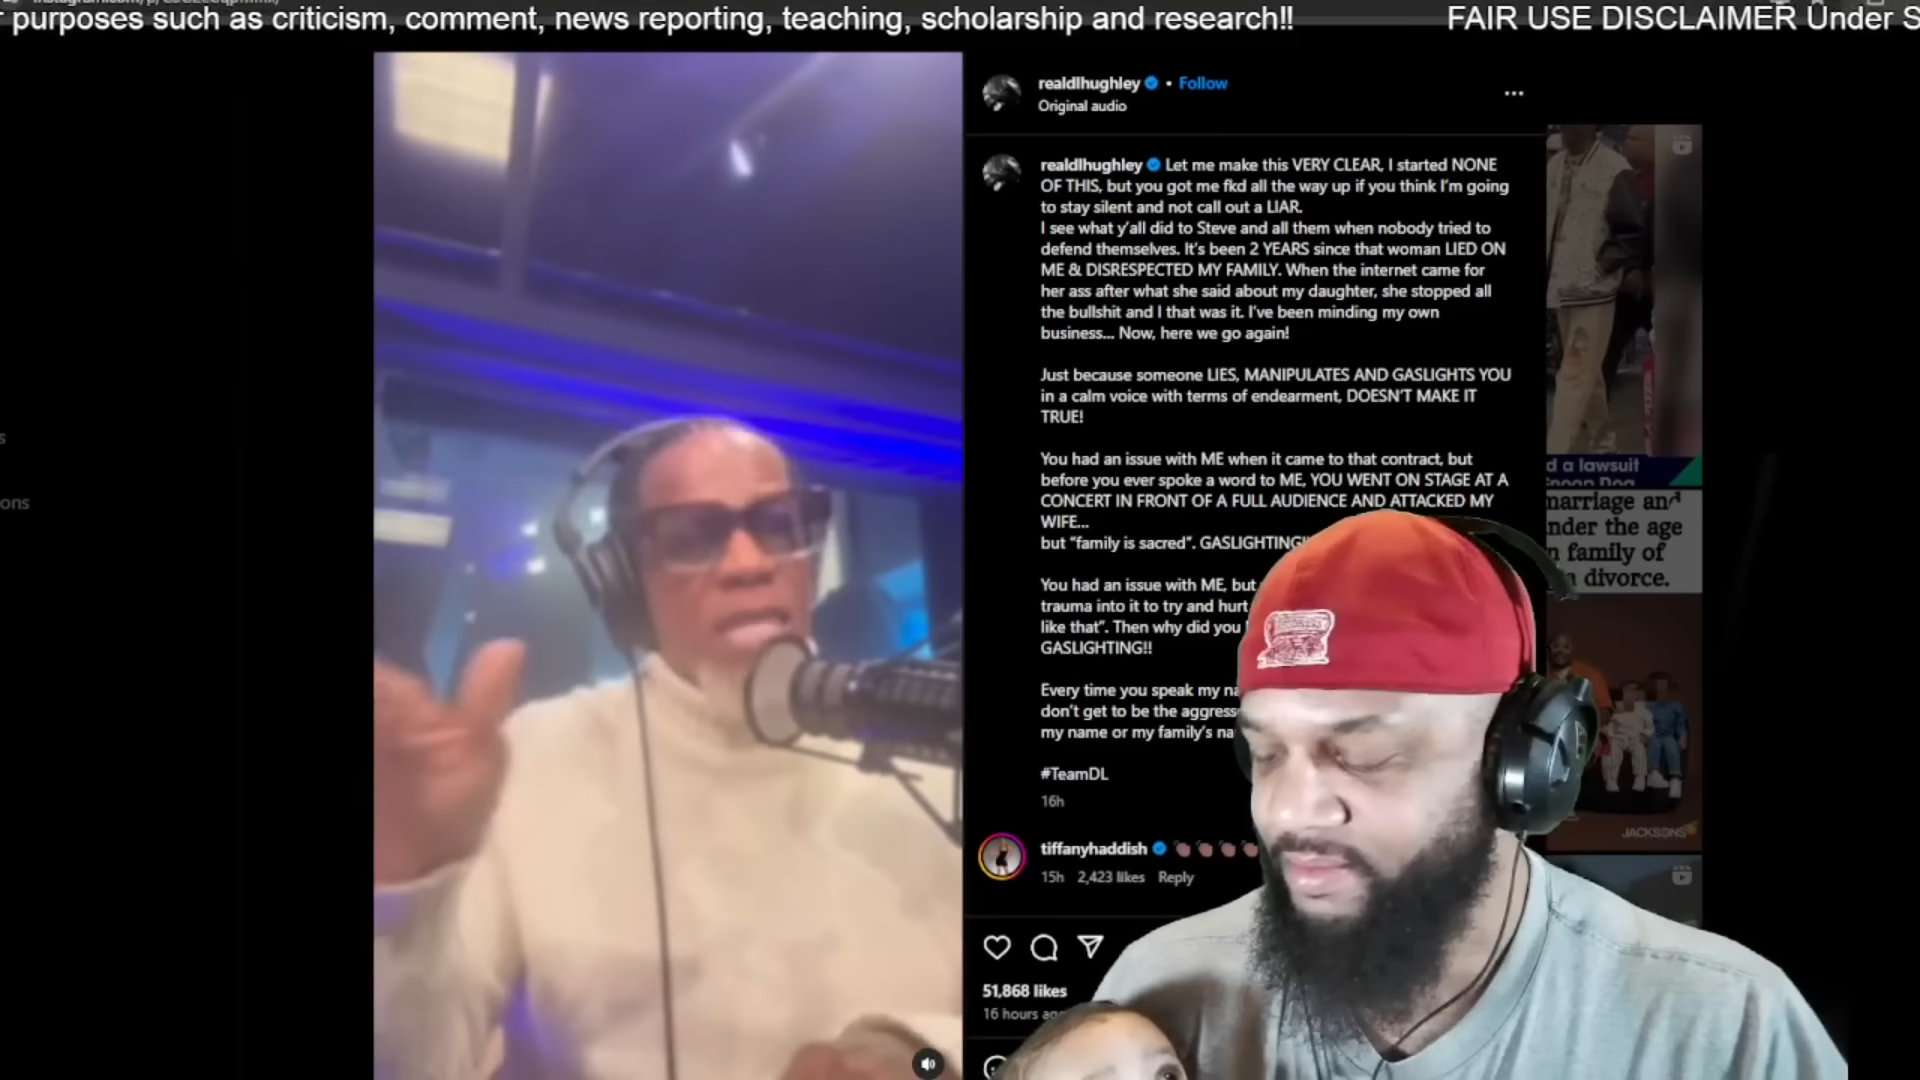 purposes such as criticism, comment, news reporting, teaching, scholarship and research!!
FAIR USE DISCLAIMER Under S
realdlhughley • Follow
Original audio
realdlhughley Let me make this VERY CLEAR, I started NONE
OF THIS, but you got me fkd all the way up if you think I'm going
to stay silent and not call out a LIAR.
I see what y'all did to Steve and all them when nobody tried to
defend themselves. It's been 2 YEARS since that woman LIED ON
ME & DISRESPECTED MY FAMILY. When the internet came for
her ass after what she said about my daughter, she stopped all
the bullshit and I that was it. I've been minding my own
business... Now, here we go again!
Just because someone LIES, MANIPULATES AND GASLIGHTS YOU
in a calm voice with terms of endearment, DOESN'T MAKE IT
TRUE!
You had an issue with ME when it came to that contract, but
before you ever spoke a word to ME, YOU WENT ON STAGE AT A
CONCERT IN FRONT OF A FULL AUDIENCE AND ATTACKED MY
WIFE...
but "family is sacred". GASLIGHTING!
You had an issue with ME, but
trauma into it to try and hurt
like that". Then why did you
GASLIGHTING!!
Every time you speak my na
don't get to be the aggress
my name or my family's na
#TeamDL
16h
tiffanyhaddish
15h 2,423 likes Reply
51,868 likes
16 hours ag
d a lawsuit
Snoop Dog
marriage and
nder the age
n family of
a divorce.
JACKSONS
s
ons